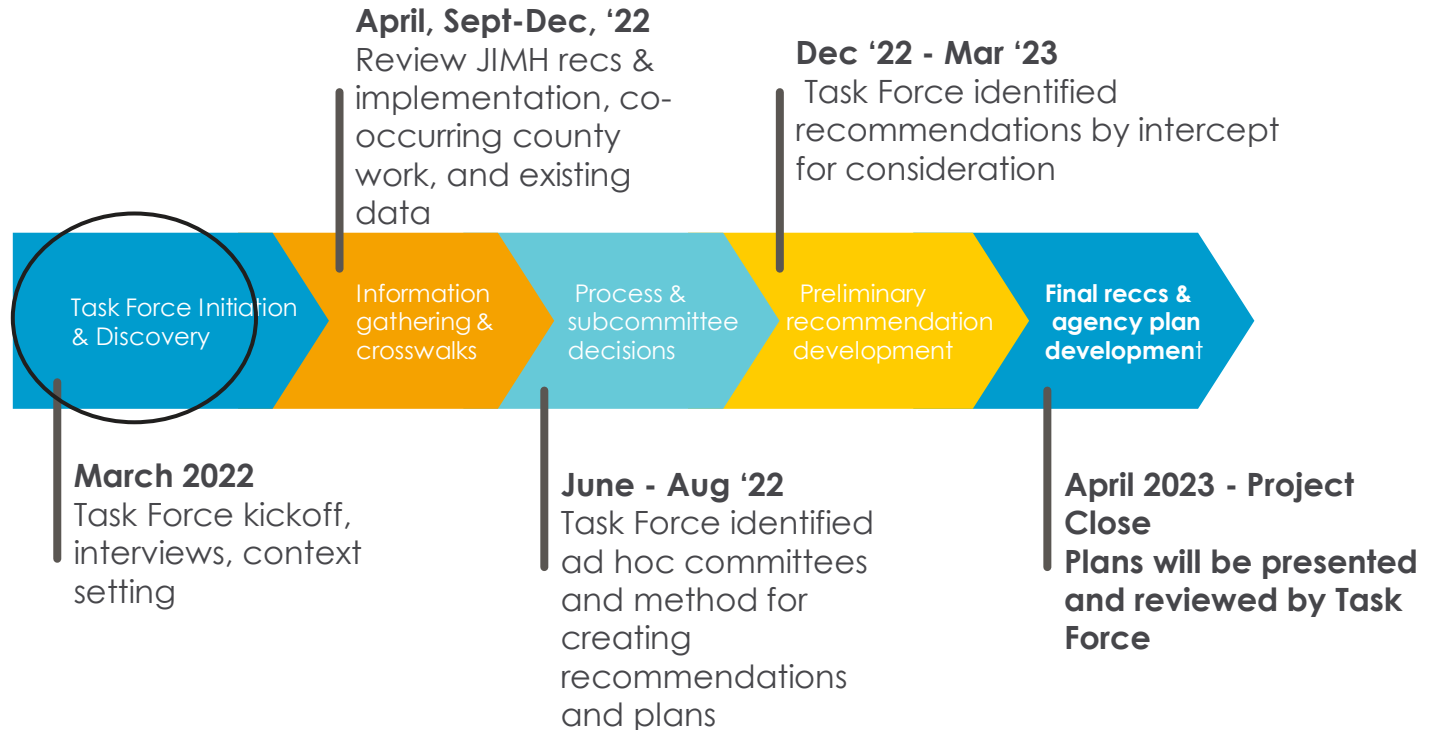 April, Sept-Dec, ‘22
Review JIMH recs &
implementation, co-
occurring county
work, and existing
data
Dec ‘22 - Mar ‘23
Task Force identified
recommendations by intercept
for consideration
Task Force Initiation
& Discovery
Information
gathering &
crosswalks
Process &
subcommittee
decisions
Preliminary
recommendation
development
Final reccs &
agency plan
development
March 2022
Task Force kickoff,
interviews, context
setting
June - Aug ‘22
Task Force identified
ad hoc committees
and method for
creating
recommendations
and plans
April 2023 - Project
Close
Plans will be presented
and reviewed by Task
Force